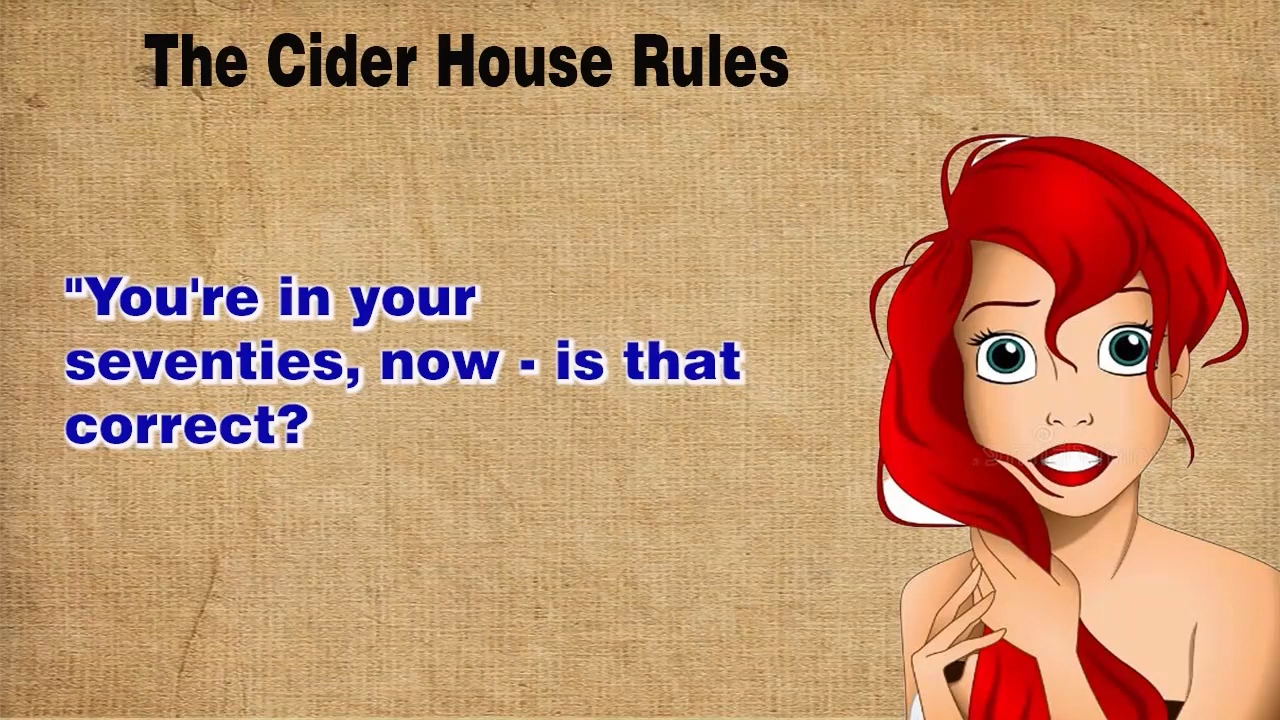 The Cider House Rules
"You're in your
seventies, now - is that
correct?